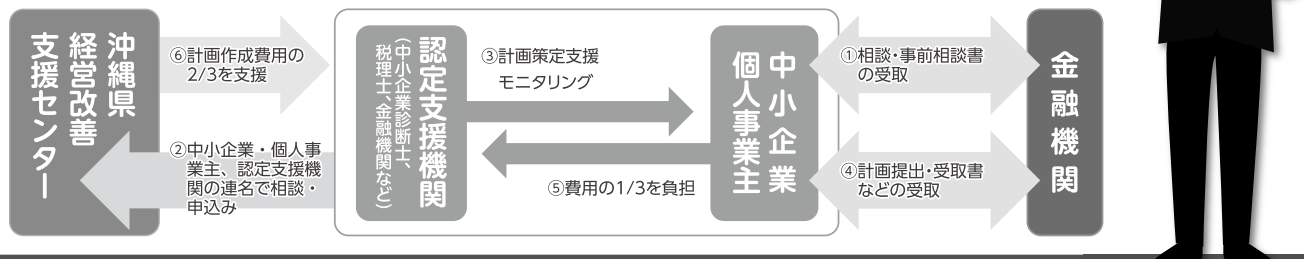 沖縄県
経営改善
支援センター
⑥計画作成費用の
2/3を支援
②中小企業・個人事
業主、認定支援機
関の連名で相談・
申込み
認定支援機関
(中小企業診断士、
税理士、金融機関など)
③計画策定支援
モニタリング
⑤費用の1/3を負担
中小企業
個人事業主
①相談・事前相談書
の受取
④計画提出・受取書
などの受取
金融機関